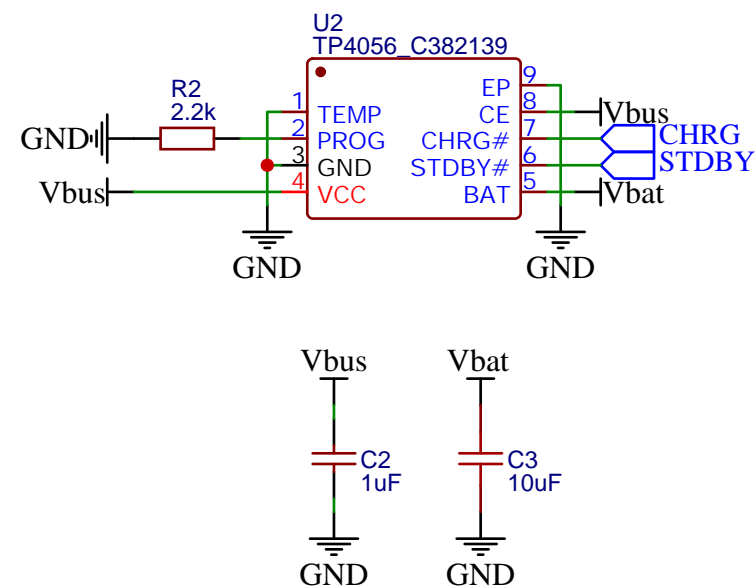 U2
TP4056_C382139
R2
2.2k
GND
Vbus
1
TEMP
2
PROG
3
GND
4
VCC
EP
9
CE
8
CHRG#
7
STDBY#
6
BAT
5
Vbus
CHRG
STDBY
Vbat
GND
GND
Vbus
C2
1uF
GND
Vbat
C3
10uF
GND